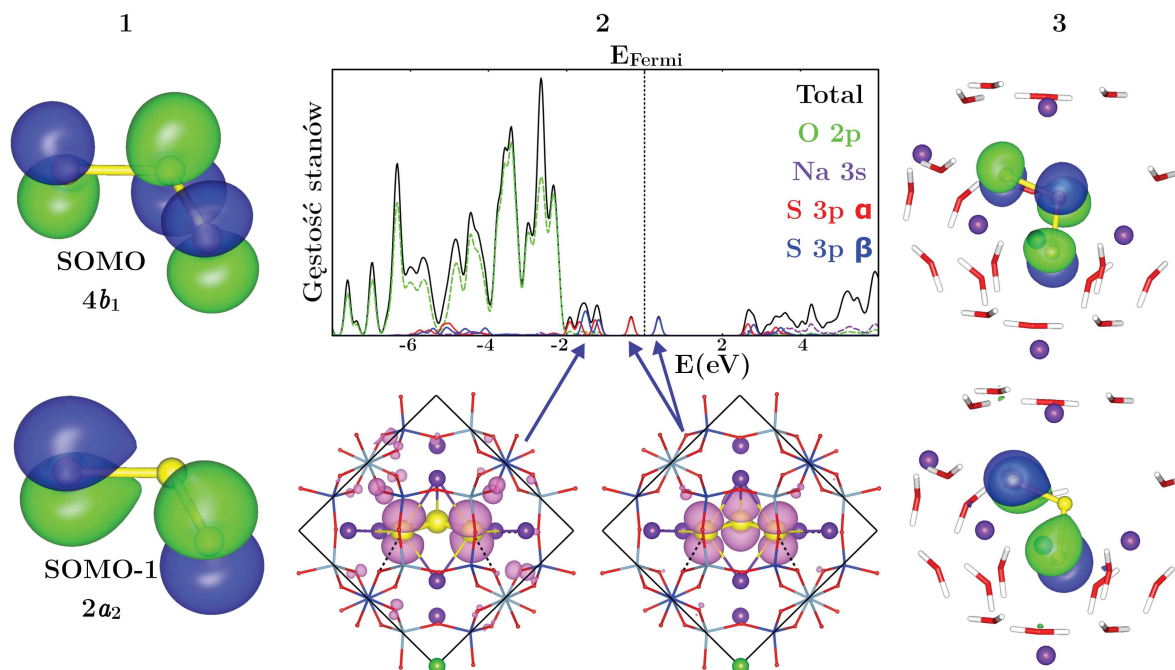 1
2
3
SOMO
4b₁
SOMO-1
2a₂
E_Fermi
Gęstość stanów
Total
O 2p
Na 3s
S 3p α
S 3p β
-6
-4
-2
2
4
E(eV)